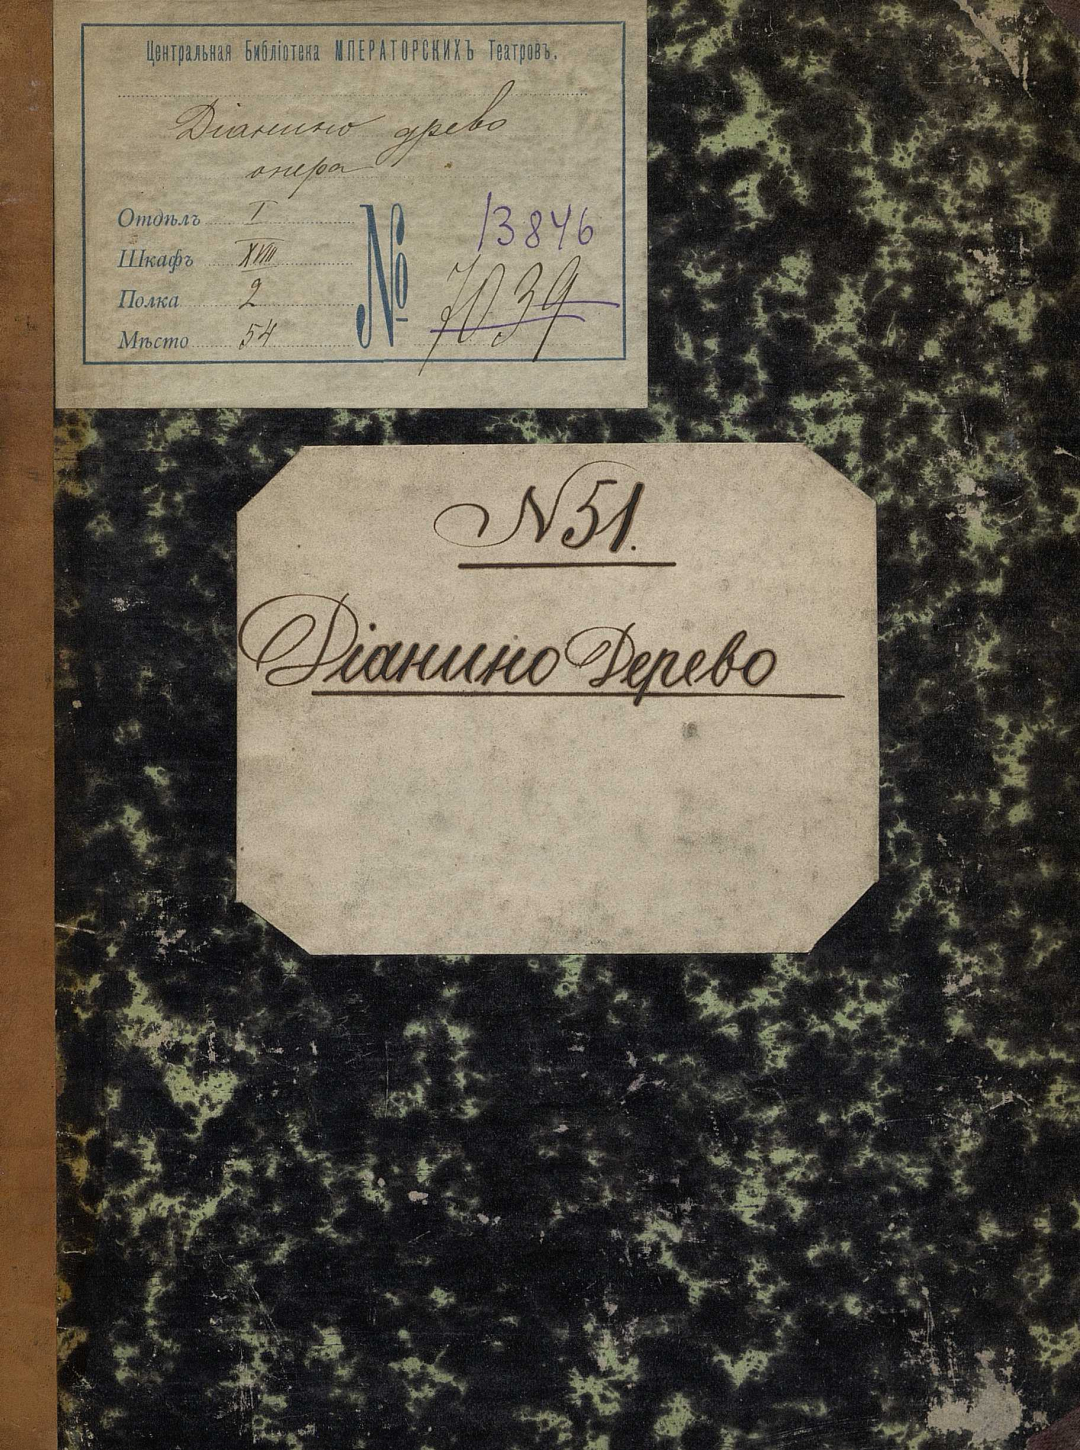 Центральная Библіотека ИМПЕРАТОРСКИХЪ Театровъ.
Діанино древо
опера
Отдѣлъ I
Шкафъ XVIII
Полка 2
Мѣсто 54
№ 13846
7039
N 51.
Діанино Дерево